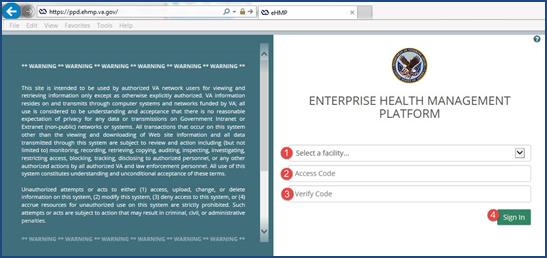 https://ppd.ehmp.va.gov/
eHMP
File Edit View Favorites Tools Help
** WARNING ** WARNING ** WARNING ** WARNING ** WARNING **
This site is intended to be used by authorized VA network users for viewing and
retrieving information only except as otherwise explicitly authorized. VA information
resides on and transmits through computer systems and networks funded by VA; all
use is considered to be understanding and acceptance that there is no reasonable
expectation of privacy for any data or transmissions on Government Intranet or
Extranet (non-public) networks or systems. All transactions that occur on this system
other than the viewing and downloading of Web site information and all data
transmitted through this system are subject to review and action including (but not
limited to) monitoring, recording, retrieving, copying, auditing, inspecting, investigating,
restricting access, blocking, tracking, disclosing to authorized personnel, or any other
authorized actions by all authorized VA and law enforcement personnel. All use of this
system constitutes understanding and unconditional acceptance of these terms.
Unauthorized attempts or acts to either (1) access, upload, change, or delete
information on this system, (2) modify this system, (3) deny access to this system, or (4)
accrue resources for unauthorized use on this system are strictly prohibited. Such
attempts or acts are subject to action that may result in criminal, civil, or administrative
penalties.
** WARNING ** WARNING ** WARNING ** WARNING ** WARNING **
ENTERPRISE HEALTH MANAGEMENT
PLATFORM
1 Select a facility...
2 Access Code
3 Verify Code
4 Sign In